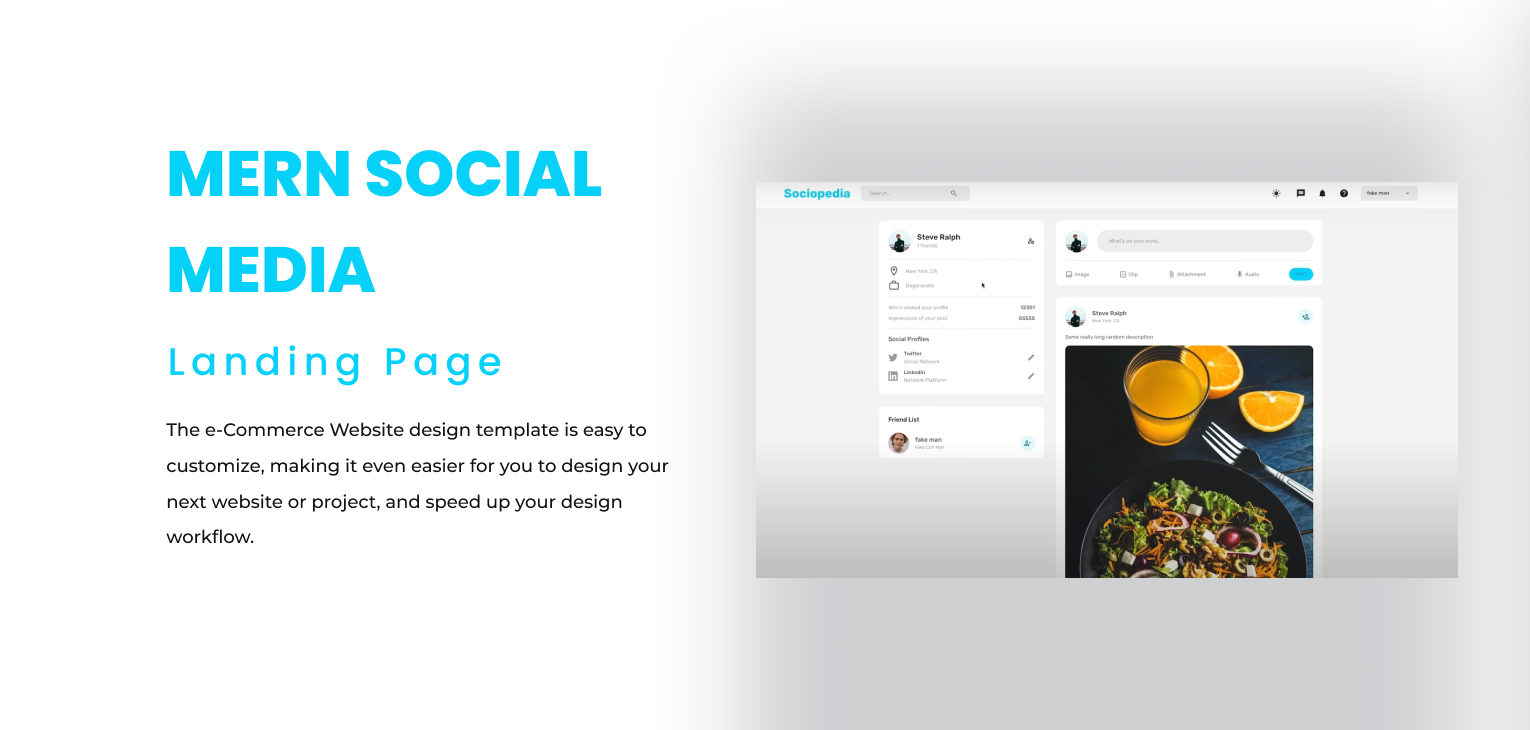 MERN SOCIAL
MEDIA
Landing Page
The e-Commerce Website design template is easy to
customize, making it even easier for you to design your
next website or project, and speed up your design
workflow.
Sociopedia
Search...
fake man
Steve Ralph
1 friends
New York, CA
Degenerate
Who's viewed your profile 12351
Impressions of your post 55555
Social Profiles
Twitter
Social Network
Linkedin
Network Platform
Friend List
fake man
Fake Con Man
What's on your mind...
Image Clip Attachment Audio POST
Steve Ralph
New York, CA
Some really long random description